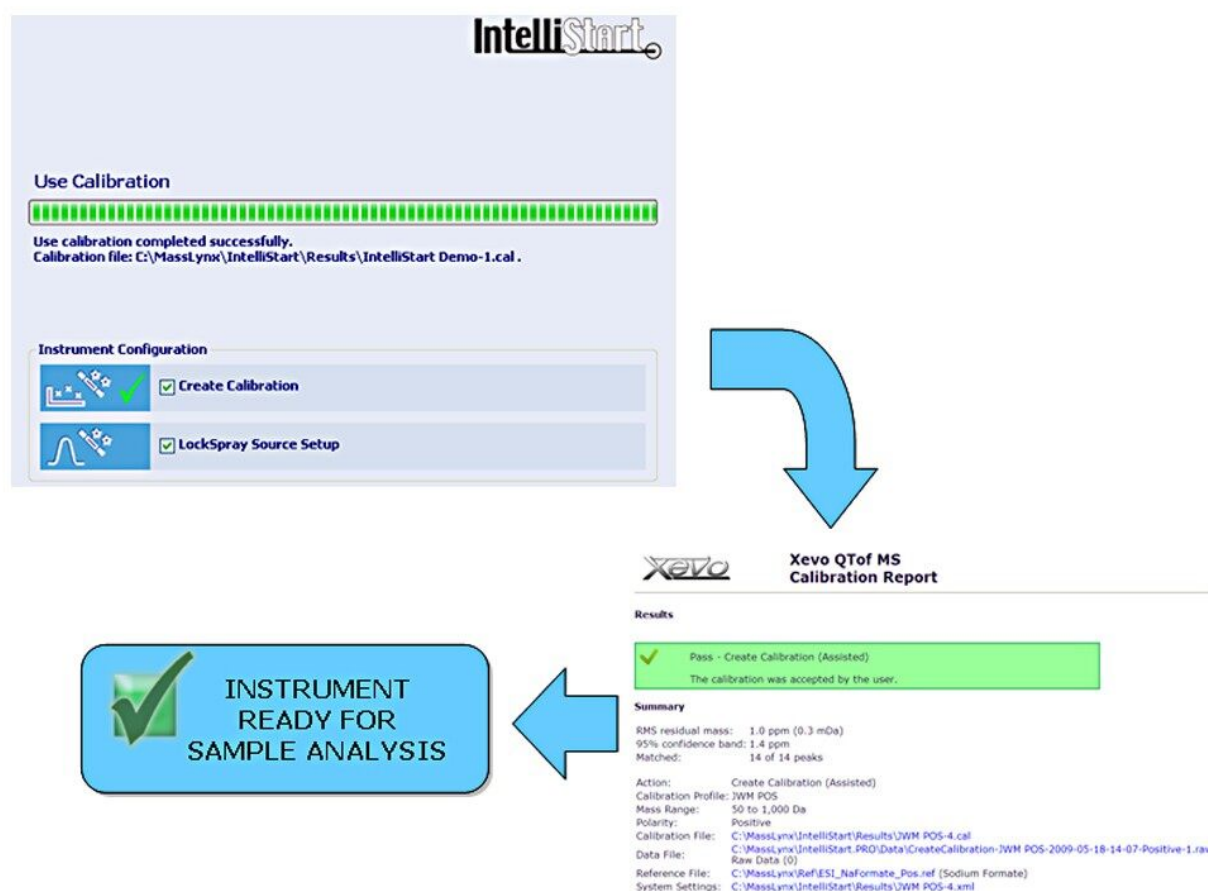 IntelliStart
Use Calibration
Use calibration completed successfully.
Calibration file: C:\MassLynx\IntelliStart\Results\IntelliStart Demo-1.cal .
Instrument Configuration
Create Calibration
LockSpray Source Setup
Xevo
Xevo QTof MS
Calibration Report
Results
Pass - Create Calibration (Assisted)
The calibration was accepted by the user.
Summary
RMS residual mass: 1.0 ppm (0.3 mDa)
95% confidence band: 1.4 ppm
Matched: 14 of 14 peaks
Action: Create Calibration (Assisted)
Calibration Profile: JWM POS
Mass Range: 50 to 1,000 Da
Polarity: Positive
Calibration File: C:\MassLynx\IntelliStart\Results\JWM POS-4.cal
Data File: C:\MassLynx\IntelliStart.PRO\Data\CreateCalibration-JWM POS-2009-05-18-14-07-Positive-1.raw
Raw Data (0)
Reference File: C:\MassLynx\Ref\ESI_NaFormate_Pos.ref (Sodium Formate)
System Settings: C:\MassLynx\IntelliStart\Results\JWM POS-4.xml
INSTRUMENT
READY FOR
SAMPLE ANALYSIS